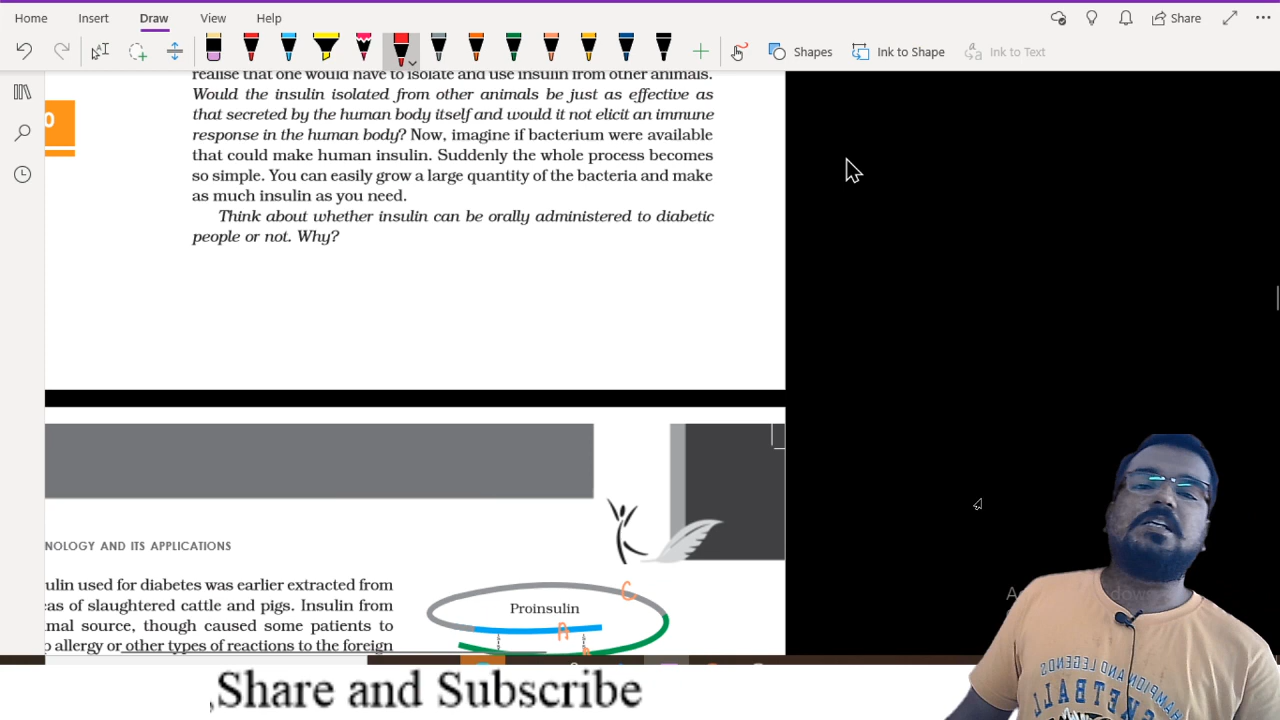 Home Insert Draw View Help Share
Shapes Ink to Shape Ink to Text
realise that one would have to isolate and use insulin from other animals.
Would the insulin isolated from other animals be just as effective as
that secreted by the human body itself and would it not elicit an immune
response in the human body? Now, imagine if bacterium were available
that could make human insulin. Suddenly the whole process becomes
so simple. You can easily grow a large quantity of the bacteria and make
as much insulin as you need.
Think about whether insulin can be orally administered to diabetic
people or not. Why?
0
NOLOGY AND ITS APPLICATIONS
ulin used for diabetes was earlier extracted from
eas of slaughtered cattle and pigs. Insulin from
mal source, though caused some patients to
allergy or other types of reactions to the foreign
Proinsulin
C
A
CHAMPION AND LEGENDS
BASKETBALL
Share and Subscribe